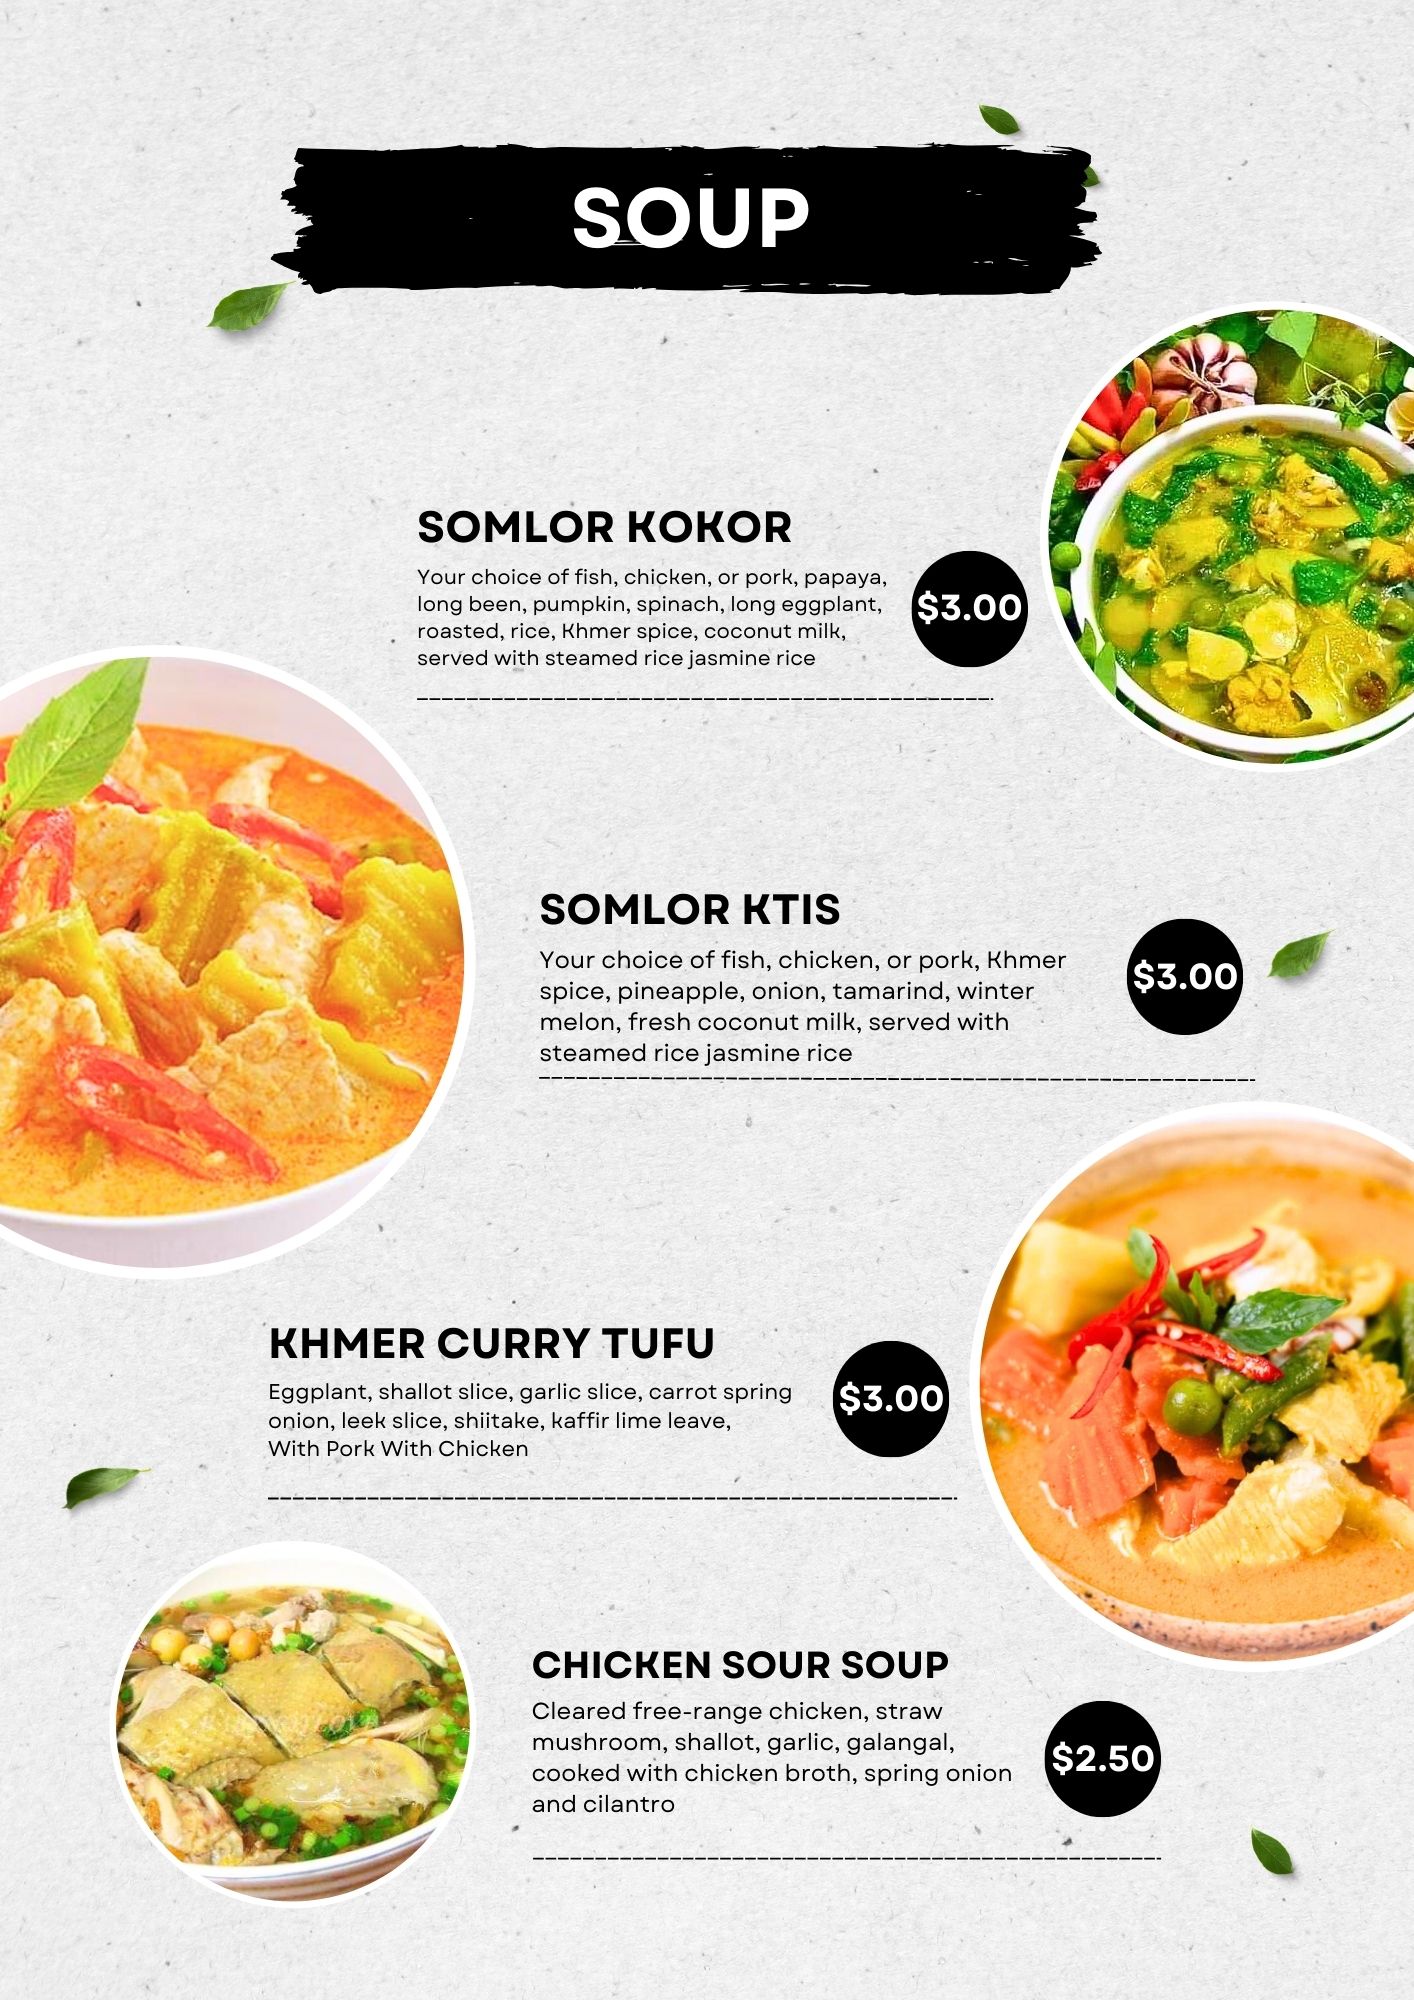 SOUP
SOMLOR KOKOR
Your choice of fish, chicken, or pork, papaya,
long been, pumpkin, spinach, long eggplant,
roasted, rice, Khmer spice, coconut milk,
served with steamed rice jasmine rice
$3.00
SOMLOR KTIS
Your choice of fish, chicken, or pork, Khmer
spice, pineapple, onion, tamarind, winter
melon, fresh coconut milk, served with
steamed rice jasmine rice
$3.00
KHMER CURRY TUFU
Eggplant, shallot slice, garlic slice, carrot spring
onion, leek slice, shiitake, kaffir lime leave,
With Pork With Chicken
$3.00
CHICKEN SOUR SOUP
Cleared free-range chicken, straw
mushroom, shallot, garlic, galangal,
cooked with chicken broth, spring onion
and cilantro
$2.50